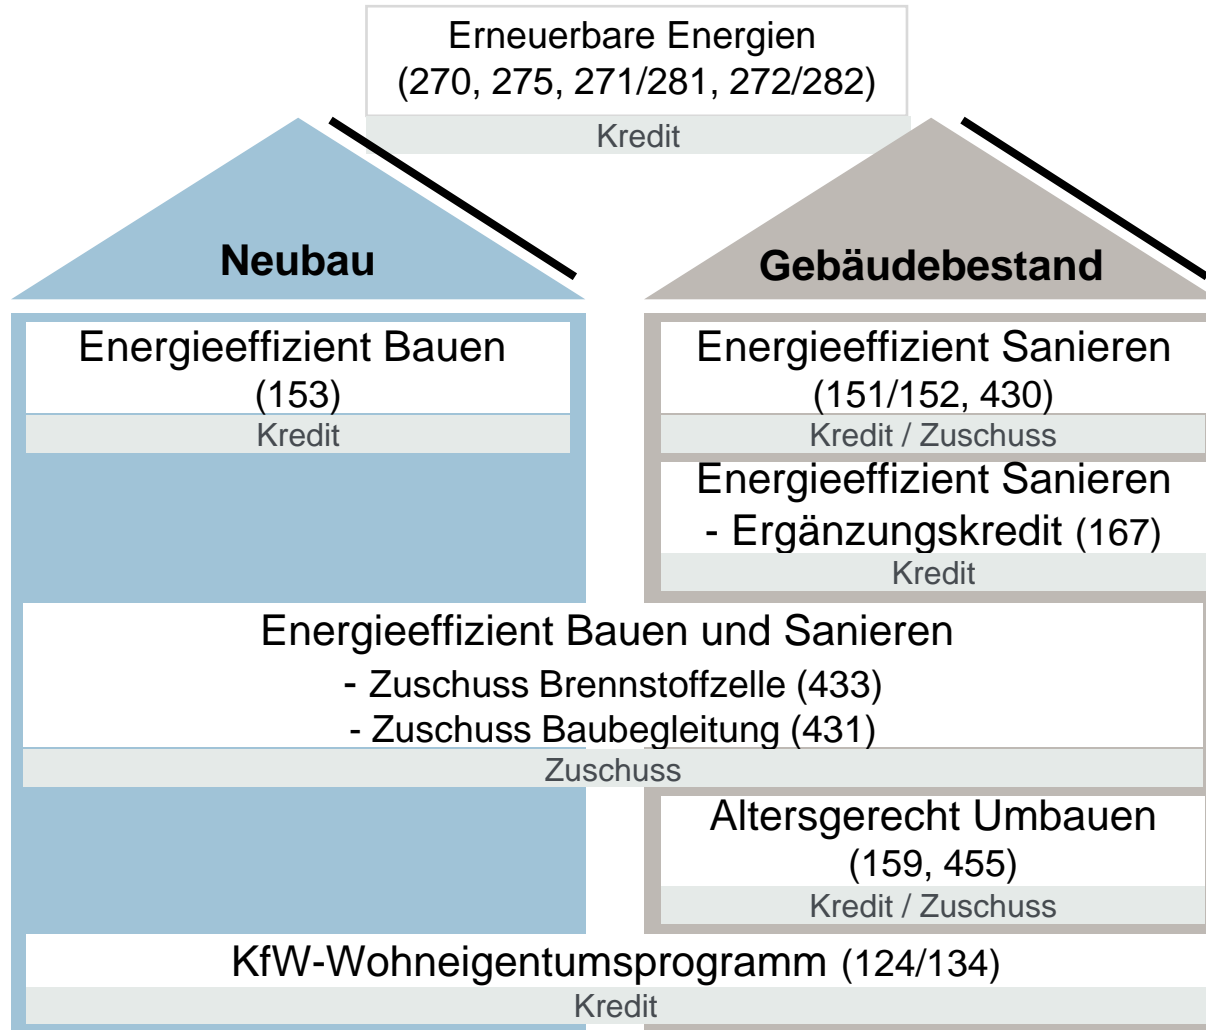 Erneuerbare Energien
(270, 275, 271/281, 272/282)
Kredit
Neubau
Gebäudebestand
Energieeffizient Bauen
(153)
Kredit
Energieeffizient Sanieren
(151/152, 430)
Kredit / Zuschuss
Energieeffizient Sanieren
- Ergänzungskredit (167)
Kredit
Energieeffizient Bauen und Sanieren
- Zuschuss Brennstoffzelle (433)
- Zuschuss Baubegleitung (431)
Zuschuss
Altersgerecht Umbauen
(159, 455)
Kredit / Zuschuss
KfW-Wohneigentumsprogramm (124/134)
Kredit